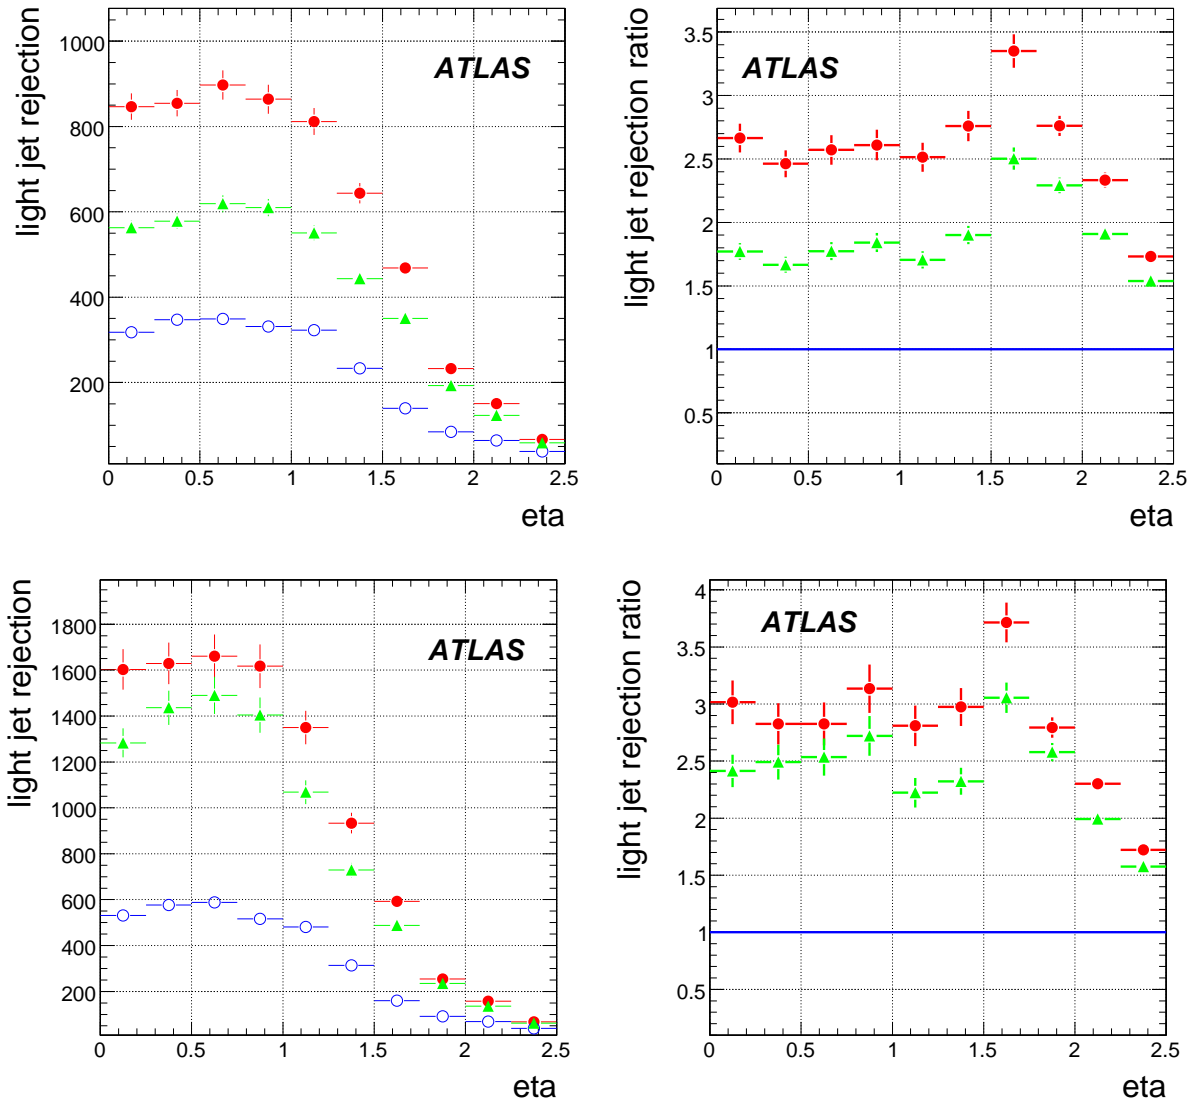 light jet rejection
1000
800
600
400
200
ATLAS
0 0.5 1 1.5 2 2.5
eta
light jet rejection ratio
3.5
3
2.5
2
1.5
1
0.5
ATLAS
0 0.5 1 1.5 2 2.5
eta
light jet rejection
1800
1600
1400
1200
1000
800
600
400
200
ATLAS
0 0.5 1 1.5 2 2.5
eta
light jet rejection ratio
4
3.5
3
2.5
2
1.5
1
0.5
ATLAS
0 0.5 1 1.5 2 2.5
eta